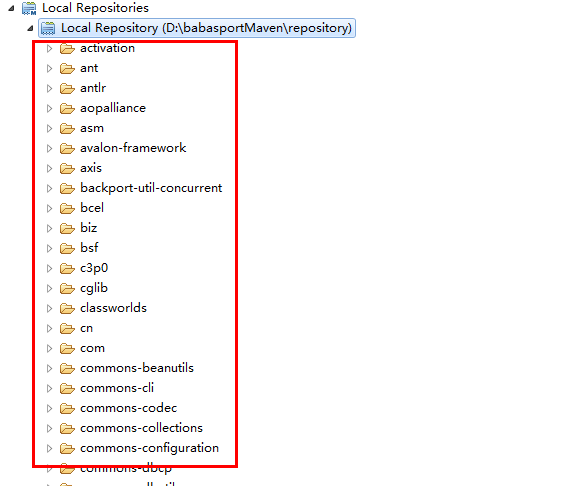 Local Repositories
Local Repository (D:\babasportMaven\repository)
activation
ant
antlr
aopalliance
asm
avalon-framework
axis
backport-util-concurrent
bcel
biz
bsf
c3p0
cglib
classworlds
cn
com
commons-beanutils
commons-cli
commons-codec
commons-collections
commons-configuration
commons-dbcp